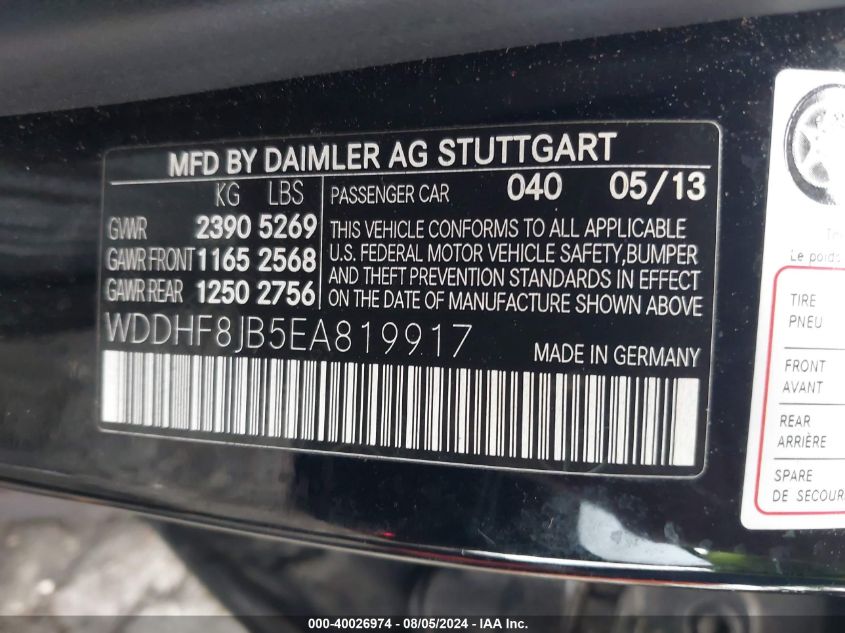 MFD BY DAIMLER AG STUTTGART
KG LBS
GVWR 2390 5269
GAWR FRONT 1165 2568
GAWR REAR 1250 2756
PASSENGER CAR 040 05/13
THIS VEHICLE CONFORMS TO ALL APPLICABLE
U.S. FEDERAL MOTOR VEHICLE SAFETY,BUMPER
AND THEFT PREVENTION STANDARDS IN EFFECT
ON THE DATE OF MANUFACTURE SHOWN ABOVE
WDDHF8JB5EA819917
MADE IN GERMANY
Le poids
TIRE
PNEU
FRONT
AVANT
REAR
ARRIÈRE
SPARE
DE SECOUR
000-40026974 - 08/05/2024 - © IAA Inc.